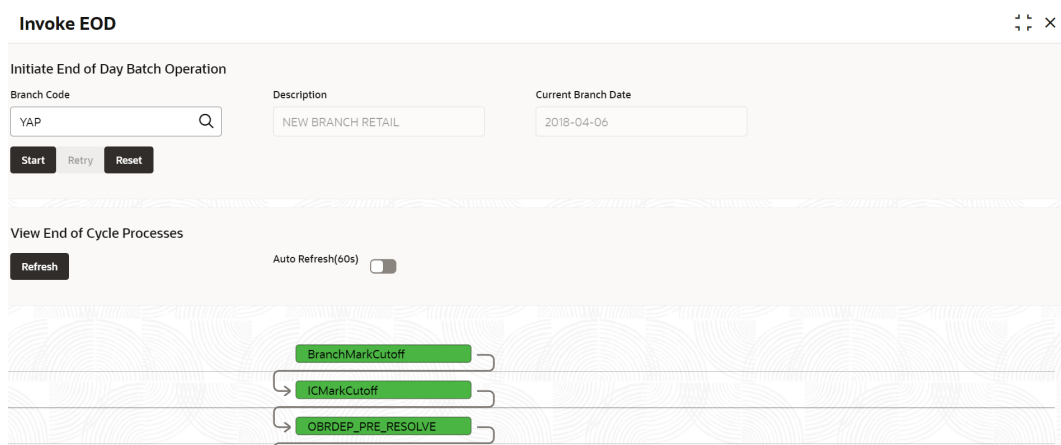 Invoke EOD
Initiate End of Day Batch Operation
Branch Code Description Current Branch Date
YAP NEW BRANCH RETAIL 2018-04-06
Start Retry Reset
View End of Cycle Processes
Refresh Auto Refresh(60s)
BranchMarkCutoff
ICMarkCutoff
OBRDEP_PRE_RESOLVE